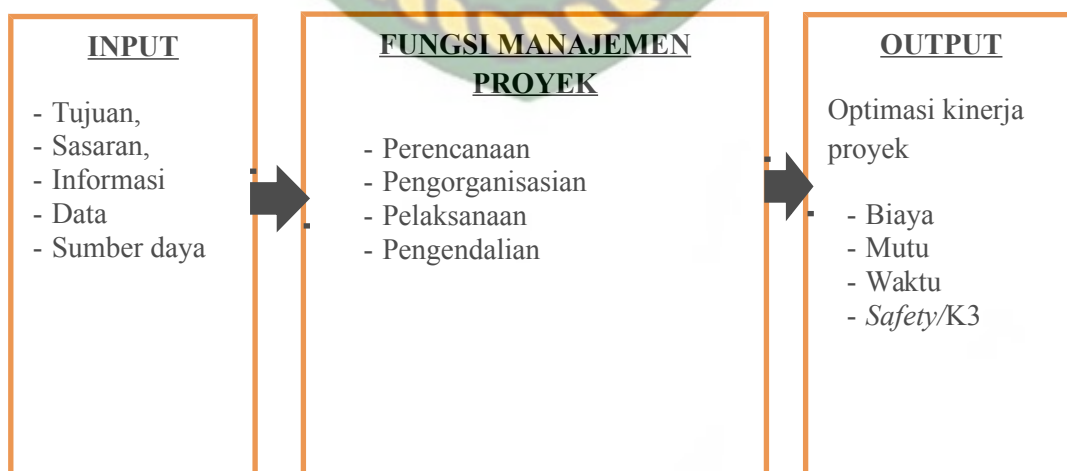 INPUT
- Tujuan,
- Sasaran,
- Informasi
- Data
- Sumber daya
FUNGSI MANAJEMEN
PROYEK
- Perencanaan
- Pengorganisasian
- Pelaksanaan
- Pengendalian
OUTPUT
Optimasi kinerja
proyek
- Biaya
- Mutu
- Waktu
- Safety/K3